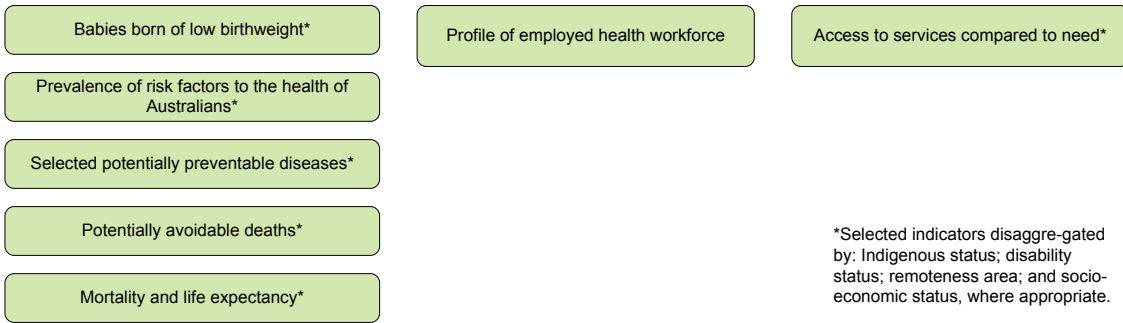 Babies born of low birthweight*
Profile of employed health workforce
Access to services compared to need*
Prevalence of risk factors to the health of
Australians*
Selected potentially preventable diseases*
Potentially avoidable deaths*
Mortality and life expectancy*
*Selected indicators disaggre-gated
by: Indigenous status; disability
status; remoteness area; and socio-
economic status, where appropriate.